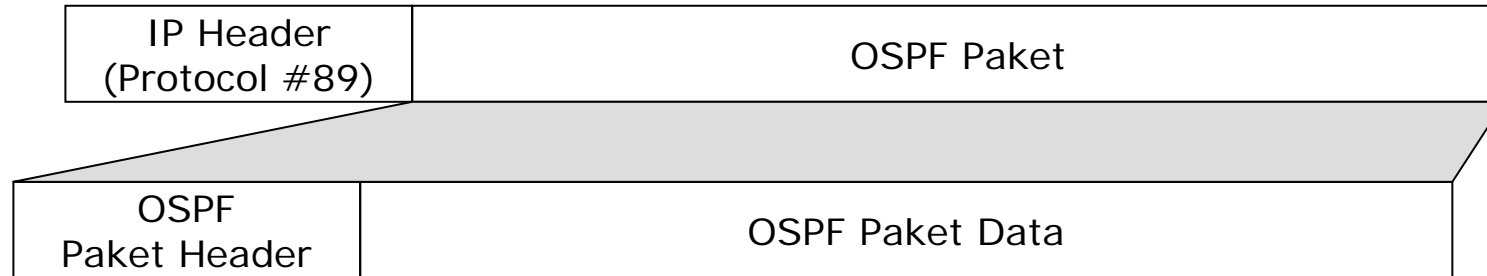 IP Header
(Protocol #89)
OSPF Paket
OSPF
Paket Header
OSPF Paket Data